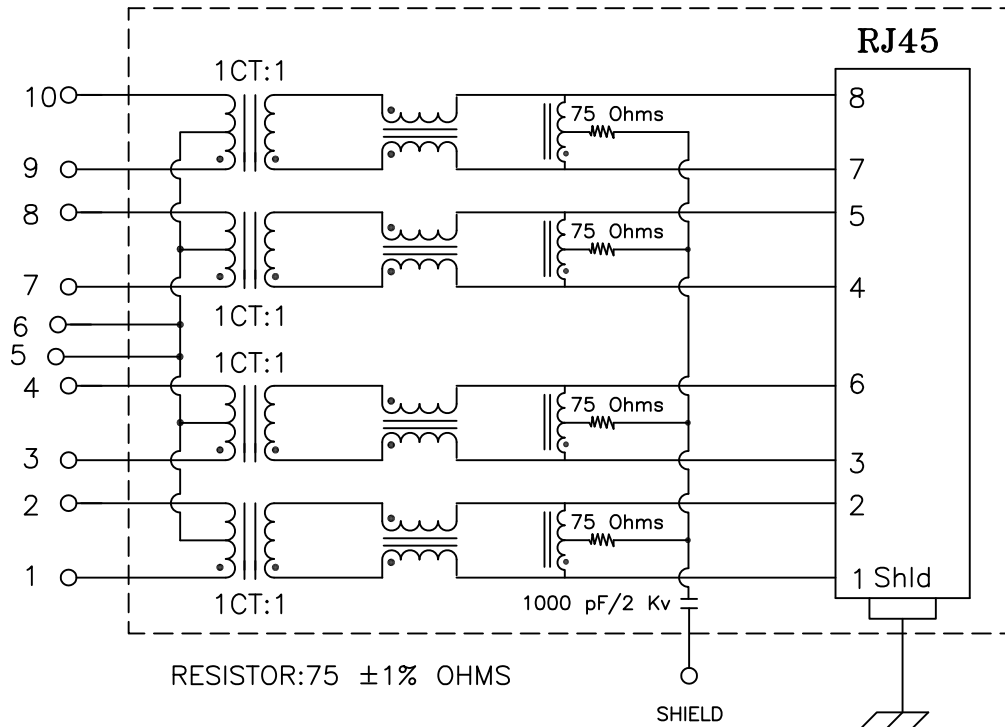 RJ45
1CT:1
10
8
75 Ohms
9
7
8
5
75 Ohms
7
4
1CT:1
6
5
1CT:1
4
6
75 Ohms
3
3
2
2
75 Ohms
1
1 Shld
1CT:1
1000 pF/2 Kv
RESISTOR:75 ±1% OHMS
SHIELD